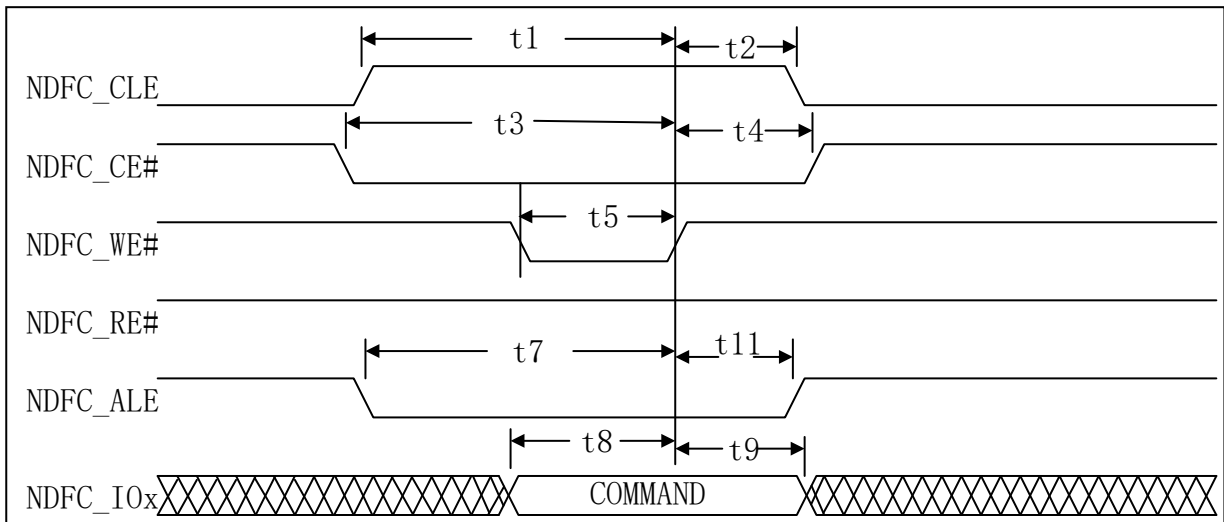 t1
t2
NDFC_CLE
t3
t4
NDFC_CE#
t5
NDFC_WE#
NDFC_RE#
t7
t11
NDFC_ALE
t8
t9
NDFC_IOx
COMMAND